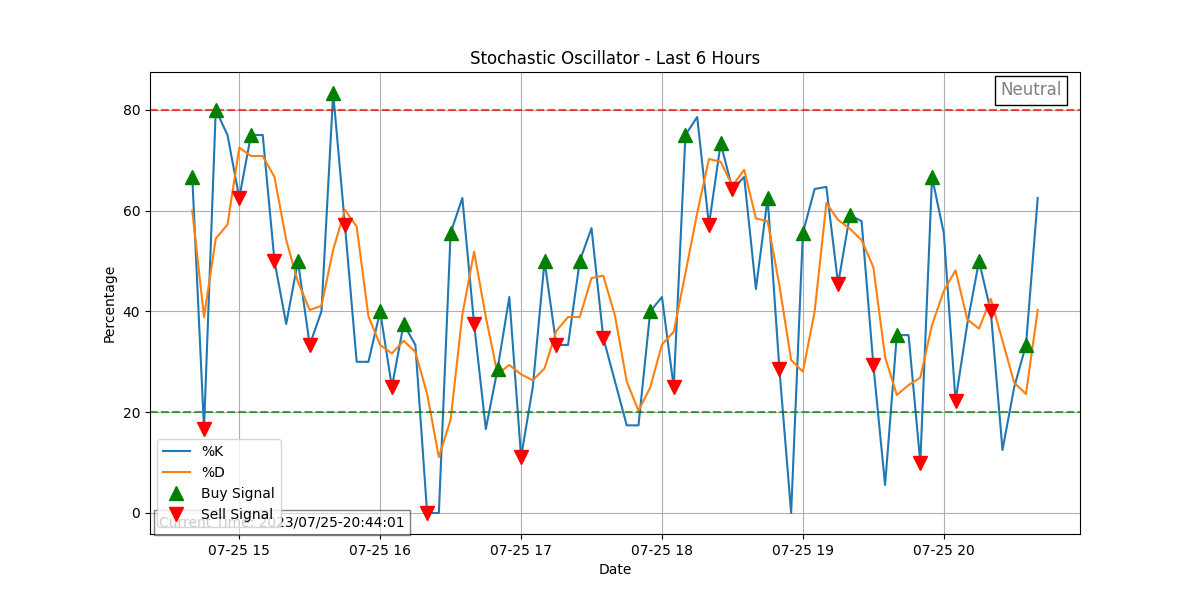 Stochastic Oscillator - Last 6 Hours
Neutral
Percentage
80
60
40
20
0
%K
%D
Buy Signal
Sell Signal
Current Time: 2023/07/25-20:44:01
07-25 15
07-25 16
07-25 17
07-25 18
07-25 19
07-25 20
Date